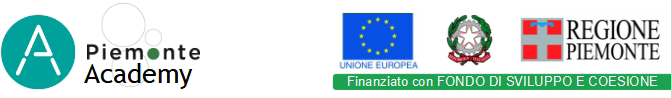 A
Piemonte
Academy
UNIONE EUROPEA
REGIONE
PIEMONTE
Finanziato con FONDO DI SVILUPPO E COESIONE